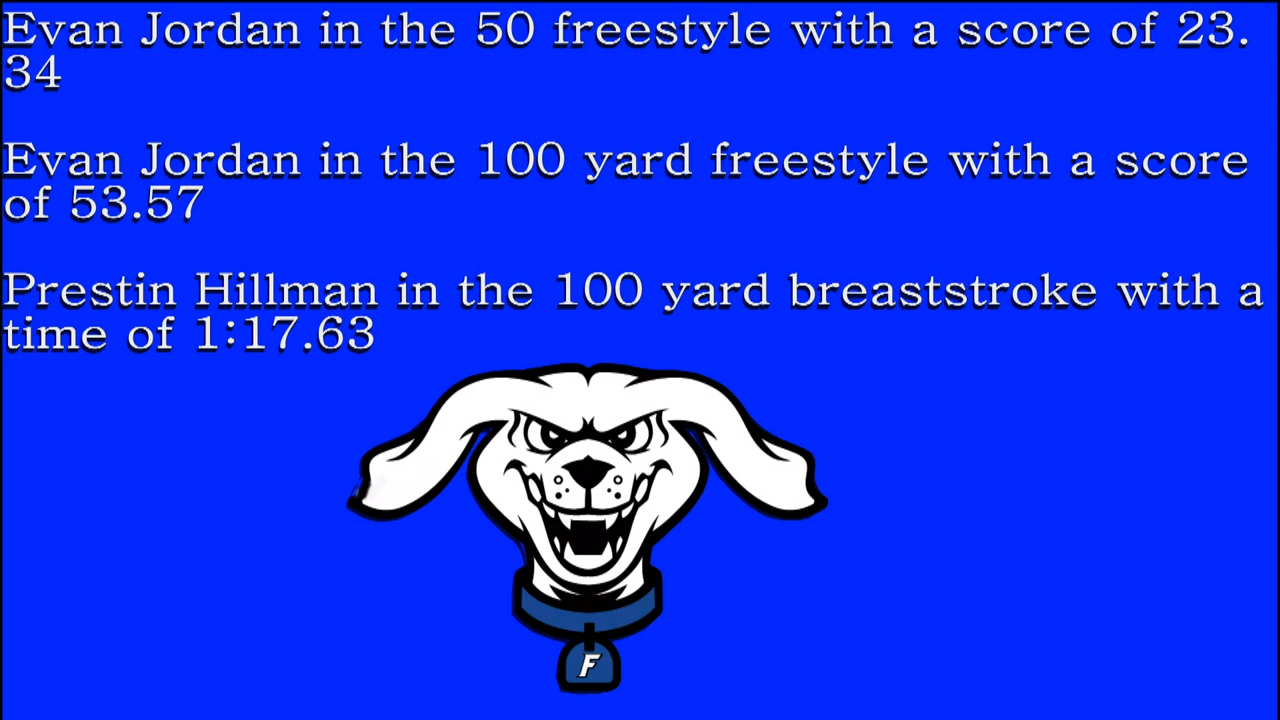 Evan Jordan in the 50 freestyle with a score of 23.
34
Evan Jordan in the 100 yard freestyle with a score
of 53.57
Prestin Hillman in the 100 yard breaststroke with a
time of 1:17.63
F